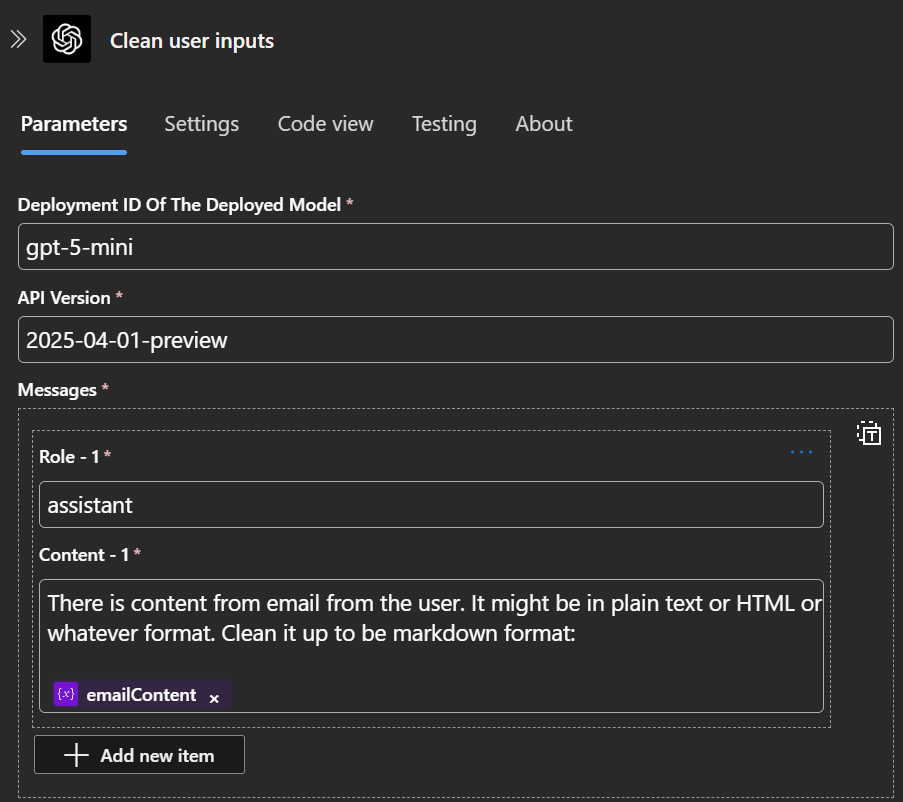 Clean user inputs
Parameters Settings Code view Testing About
Deployment ID Of The Deployed Model *
gpt-5-mini
API Version *
2025-04-01-preview
Messages *
Role - 1 *
assistant
Content - 1 *
There is content from email from the user. It might be in plain text or HTML or
whatever format. Clean it up to be markdown format:
{x} emailContent ×
Add new item